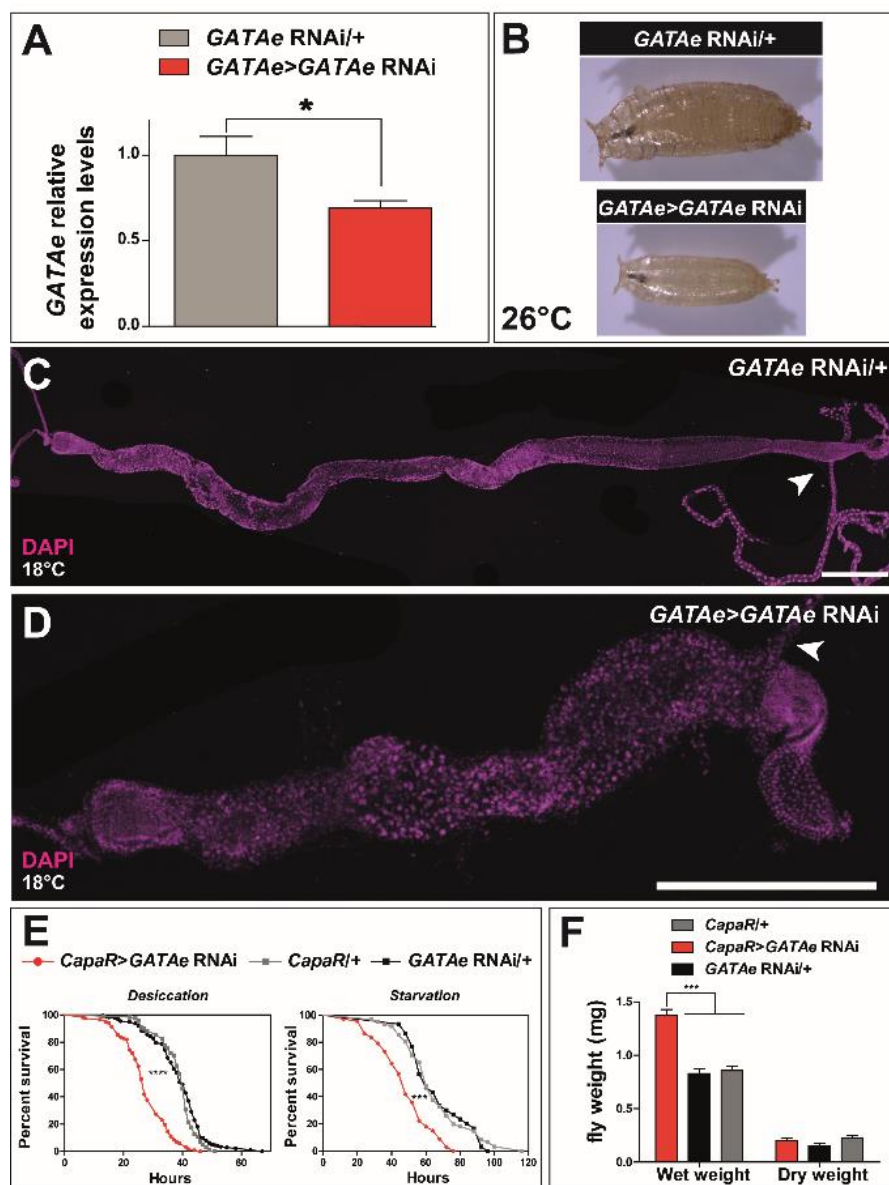 A
GATAe RNAi/+
GATAe>GATAe RNAi
*
GATAe relative
expression levels
1.0
0.5
0.0
B
GATAe RNAi/+
GATAe>GATAe RNAi
26°C
C
GATAe RNAi/+
DAPI
18°C
D
GATAe>GATAe RNAi
DAPI
18°C
E
CapaR>GATAe RNAi CapaR/+ GATAe RNAi/+
Desiccation
Percent survival
100
80
60
40
20
0
****
0 20 40 60
Hours
Starvation
Percent survival
100
80
60
40
20
0
***
0 20 40 60 80 100 120
Hours
F
CapaR/+
CapaR>GATAe RNAi
GATAe RNAi/+
fly weight (mg)
1.5
1.0
0.5
0.0
***
Wet weight Dry weight